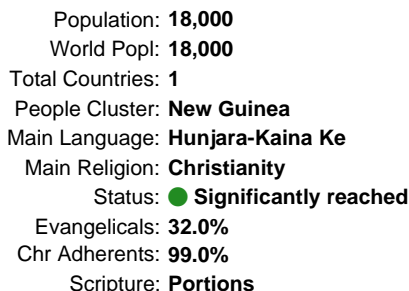 Population: 18,000
World Popl: 18,000
Total Countries: 1
People Cluster: New Guinea
Main Language: Hunjara-Kaina Ke
Main Religion: Christianity
Status: Significantly reached
Evangelicals: 32.0%
Chr Adherents: 99.0%
Scripture: Portions